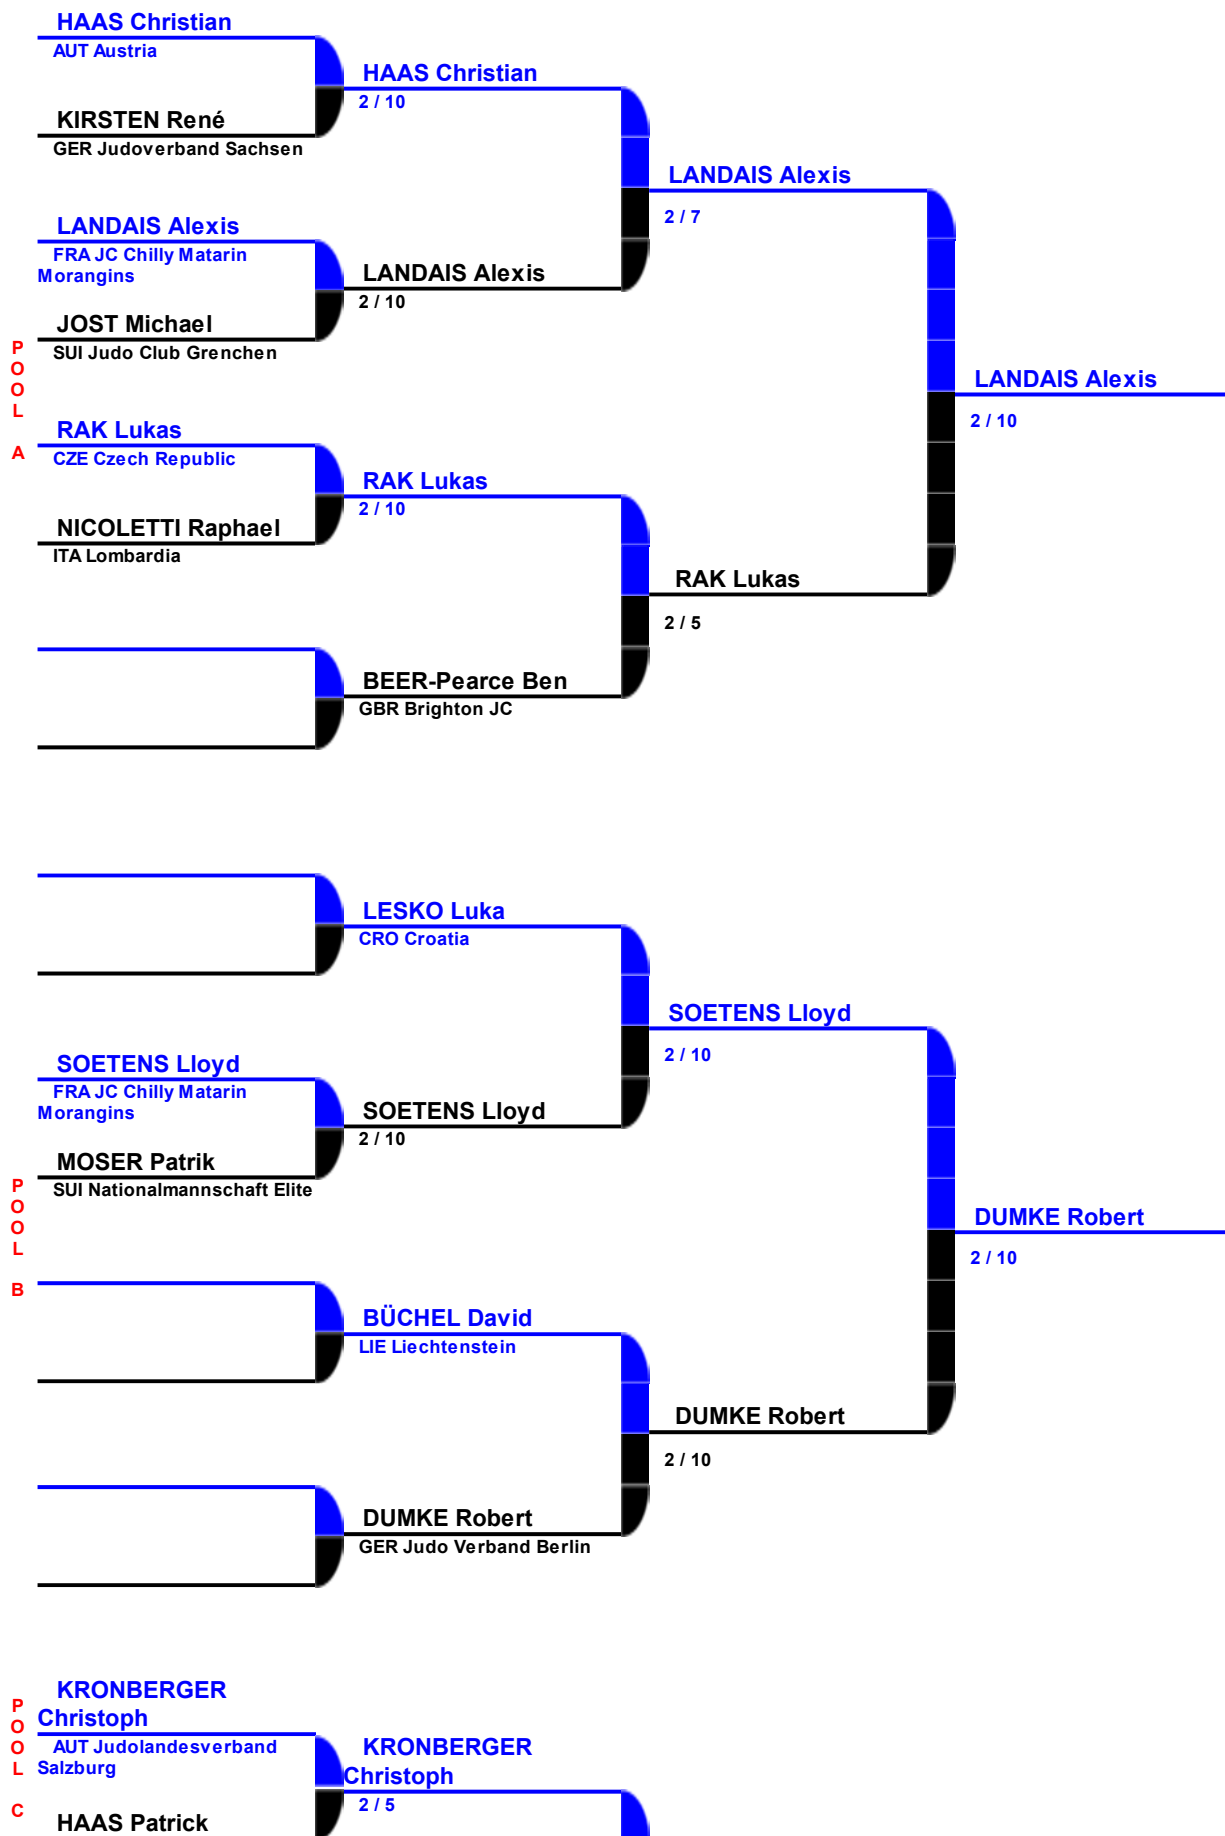 HAAS Christian
AUT Austria
HAAS Christian
2 / 10
KIRSTEN René
GER Judoverband Sachsen
LANDAIS Alexis
2 / 7
LANDAIS Alexis
FRA JC Chilly Matarin
Morangins
LANDAIS Alexis
2 / 10
JOST Michael
SUI Judo Club Grenchen
POOL A
LANDAIS Alexis
2 / 10
RAK Lukas
CZE Czech Republic
RAK Lukas
2 / 10
NICOLETTI Raphael
ITA Lombardia
RAK Lukas
2 / 5
BEER-Pearce Ben
GBR Brighton JC
LESKO Luka
CRO Croatia
SOETENS Lloyd
2 / 10
SOETENS Lloyd
FRA JC Chilly Matarin
Morangins
SOETENS Lloyd
2 / 10
MOSER Patrik
SUI Nationalmannschaft Elite
POOL B
DUMKE Robert
2 / 10
BÜCHEL David
LIE Liechtenstein
DUMKE Robert
2 / 10
DUMKE Robert
GER Judo Verband Berlin
POOL C
KRONBERGER
Christoph
AUT Judolandesverband
Salzburg
KRONBERGER
Christoph
2 / 5
HAAS Patrick